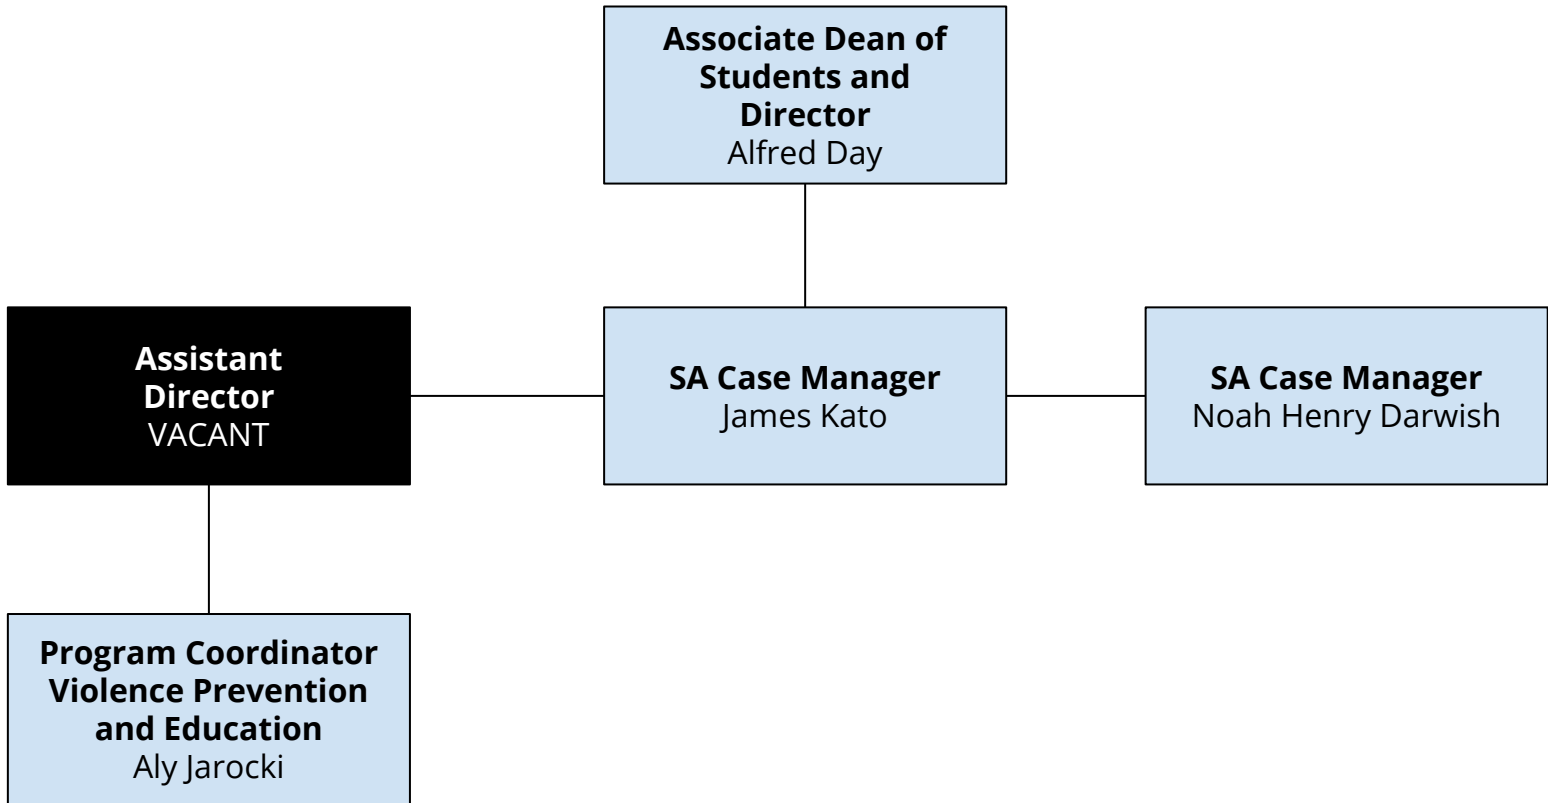 Associate Dean of
Students and
Director
Alfred Day
Assistant
Director
VACANT
SA Case Manager
James Kato
SA Case Manager
Noah Henry Darwish
Program Coordinator
Violence Prevention
and Education
Aly Jarocki